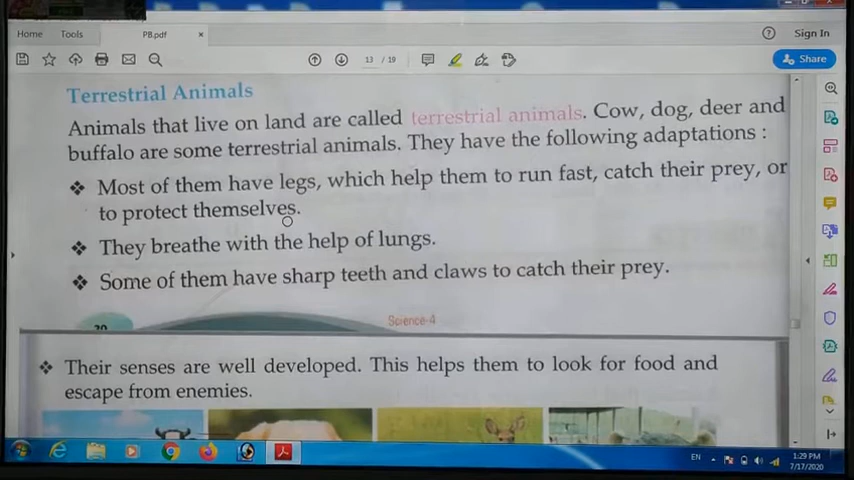 Home Tools PB.pdf × ? Sign In
13 / 19 Share
Terrestrial Animals
Animals that live on land are called terrestrial animals. Cow, dog, deer and
buffalo are some terrestrial animals. They have the following adaptations :
❖ Most of them have legs, which help them to run fast, catch their prey, or
to protect themselves.
❖ They breathe with the help of lungs.
❖ Some of them have sharp teeth and claws to catch their prey.
20 Science-4
❖ Their senses are well developed. This helps them to look for food and
escape from enemies.
EN 1:29 PM
7/17/2020